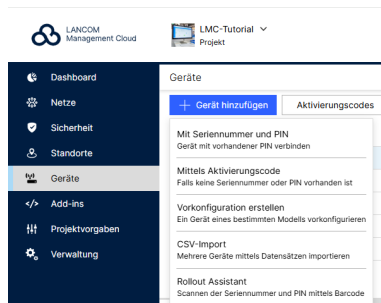 LANCOM
Management Cloud
LMC-Tutorial
Projekt
Dashboard
Netze
Sicherheit
Standorte
Geräte
Add-ins
Projektvorgaben
Verwaltung
Geräte
+ Gerät hinzufügen
Aktivierungscodes
Mit Seriennummer und PIN
Gerät mit vorhandener PIN verbinden
Mittels Aktivierungscode
Falls keine Seriennummer oder PIN vorhanden ist
Vorkonfiguration erstellen
Ein Gerät eines bestimmten Modells vorkonfigurieren
CSV-Import
Mehrere Geräte mittels Datensätzen importieren
Rollout Assistant
Scannen der Seriennummer und PIN mittels Barcode